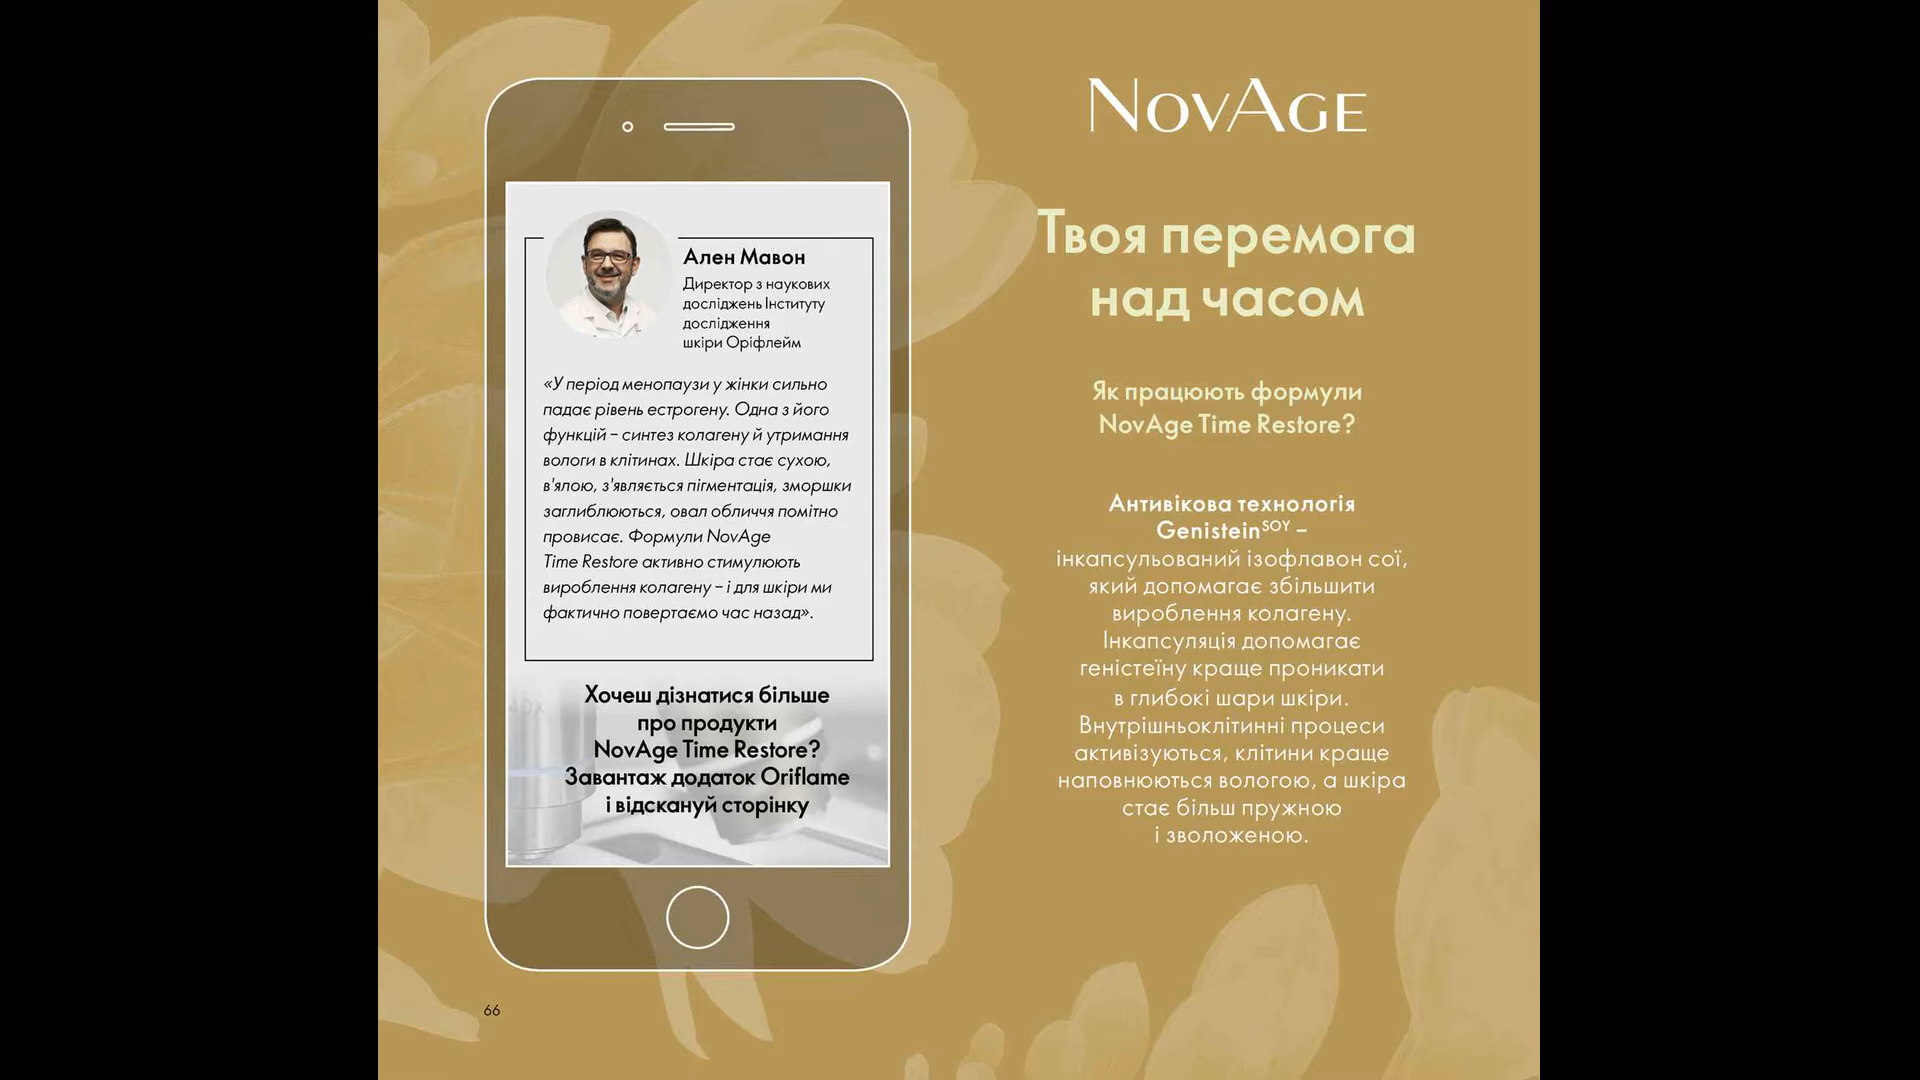 Ален Мавон
Директор з наукових
досліджень Інституту
дослідження
шкіри Оріфлейм
«У період менопаузи у жінки сильно
падає рівень естрогену. Одна з його
функцій – синтез колагену й утримання
вологи в клітинах. Шкіра стає сухою,
в'ялою, з'являється пігментація, зморшки
заглиблюються, овал обличчя помітно
провисає. Формули NovAge
Time Restore активно стимулюють
вироблення колагену – і для шкіри ми
фактично повертаємо час назад».
Хочеш дізнатися більше
про продукти
NovAge Time Restore?
Завантаж додаток Oriflame
і відскануй сторінку
66
NOVAGE
Твоя перемога
над часом
Як працюють формули
NovAge Time Restore?
Антивікова технологія
Genistein^SOY –
інкапсульований ізофлавон сої,
який допомагає збільшити
вироблення колагену.
Інкапсуляція допомагає
геністеїну краще проникати
в глибокі шари шкіри.
Внутрішньоклітинні процеси
активізуються, клітини краще
наповнюються вологою, а шкіра
стає більш пружною
і зволоженою.